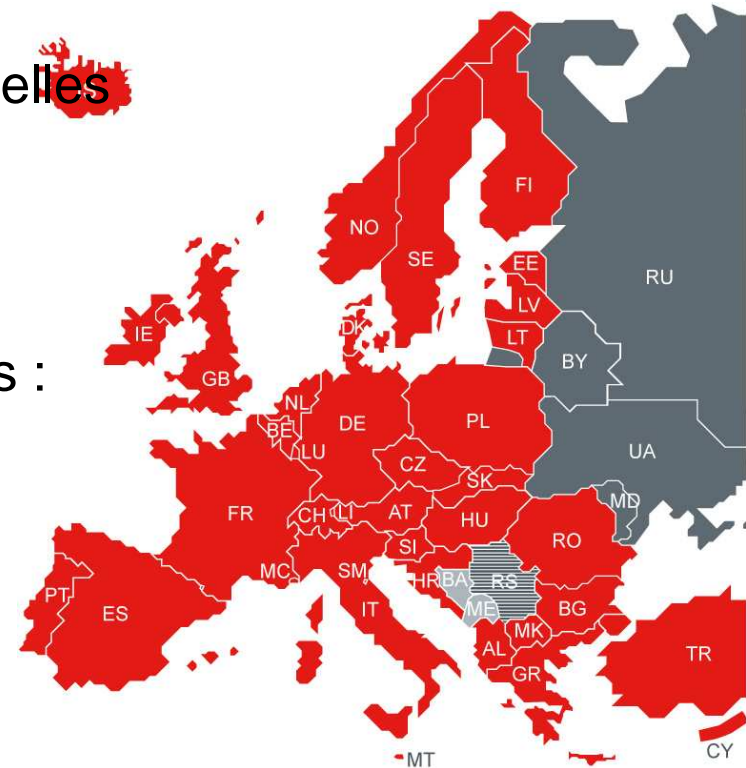 elles
IS
FI
NO
SE
EE
RU
LV
DK
LT
IE
BY
GB
s :
NL
DE
PL
BE
LU
UA
CZ
SK
MD
FR
CH
LI
AT
HU
RO
SI
MC
SM
HR
BA
RS
PT
IT
ME
BG
ES
MK
AL
TR
GR
CY
MT